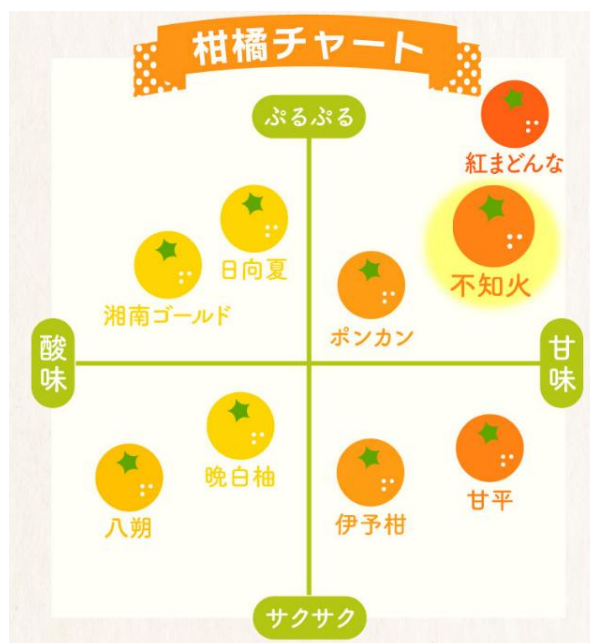 柑橘チャート
ぷるぷる
紅まどんな
日向夏
不知火
湘南ゴールド
ポンカン
酸味
甘味
晩白柚
八朔
伊予柑
甘平
サクサク